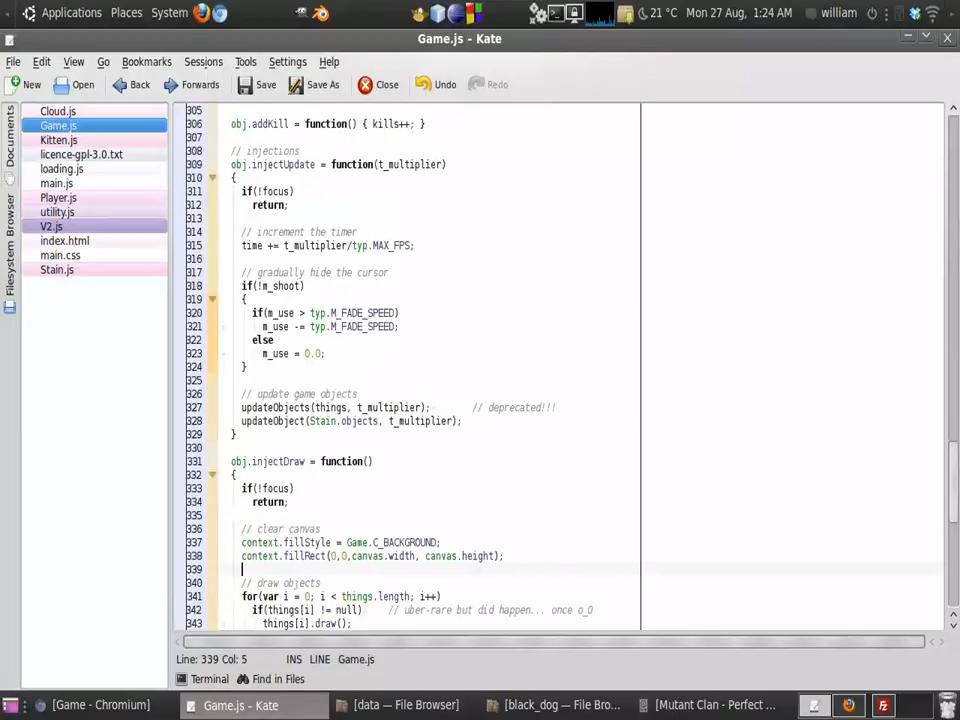 Applications Places System 21 °C Mon 27 Aug, 1:24 AM william
Game.js - Kate
File Edit View Go Bookmarks Sessions Tools Settings Help
New Open Back Forwards Save Save As Close Undo Redo
Documents
Filesystem Browser
Cloud.js
Game.js
Kitten.js
licence-gpl-3.0.txt
loading.js
main.js
Player.js
utility.js
V2.js
index.html
main.css
Stain.js
305
306 obj.addKill = function() { kills++; }
307
308 // injections
309 obj.injectUpdate = function(t_multiplier)
310 {
311 if(!focus)
312 return;
313
314 // increment the timer
315 time += t_multiplier/typ.MAX_FPS;
316
317 // gradually hide the cursor
318 if(!m_shoot)
319 {
320 if(m_use > typ.M_FADE_SPEED)
321 m_use -= typ.M_FADE_SPEED;
322 else
323 m_use = 0.0;
324 }
325
326 // update game objects
327 updateObjects(things, t_multiplier); // deprecated!!!
328 updateObject(Stain.objects, t_multiplier);
329 }
330
331 obj.injectDraw = function()
332 {
333 if(!focus)
334 return;
335
336 // clear canvas
337 context.fillStyle = Game.C_BACKGROUND;
338 context.fillRect(0,0,canvas.width, canvas.height);
339
340 // draw objects
341 for(var i = 0; i < things.length; i++)
342 if(things[i] != null) // uber-rare but did happen... once o_O
343 things[i].draw();
Line: 339 Col: 5 INS LINE Game.js
Terminal Find in Files
[Game - Chromium] Game.js - Kate [data — File Browser] [black_dog — File Bro... [Mutant Clan - Perfect ...